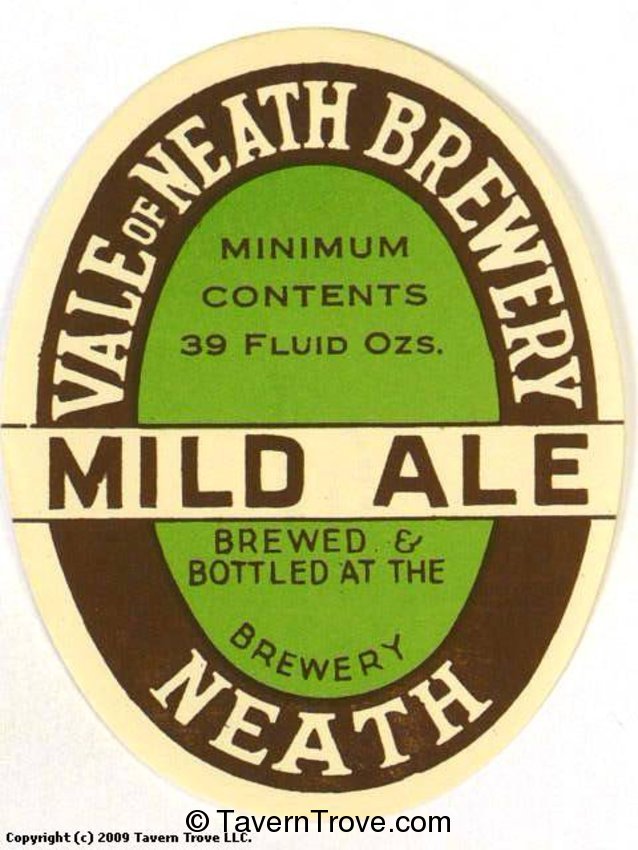 VALE OF NEATH BREWERY
MINIMUM
CONTENTS
39 FLUID OZS.
MILD ALE
BREWED &
BOTTLED AT THE
BREWERY
NEATH
© TavernTrove.com
Copyright (c) 2009 Tavern Trove LLC.